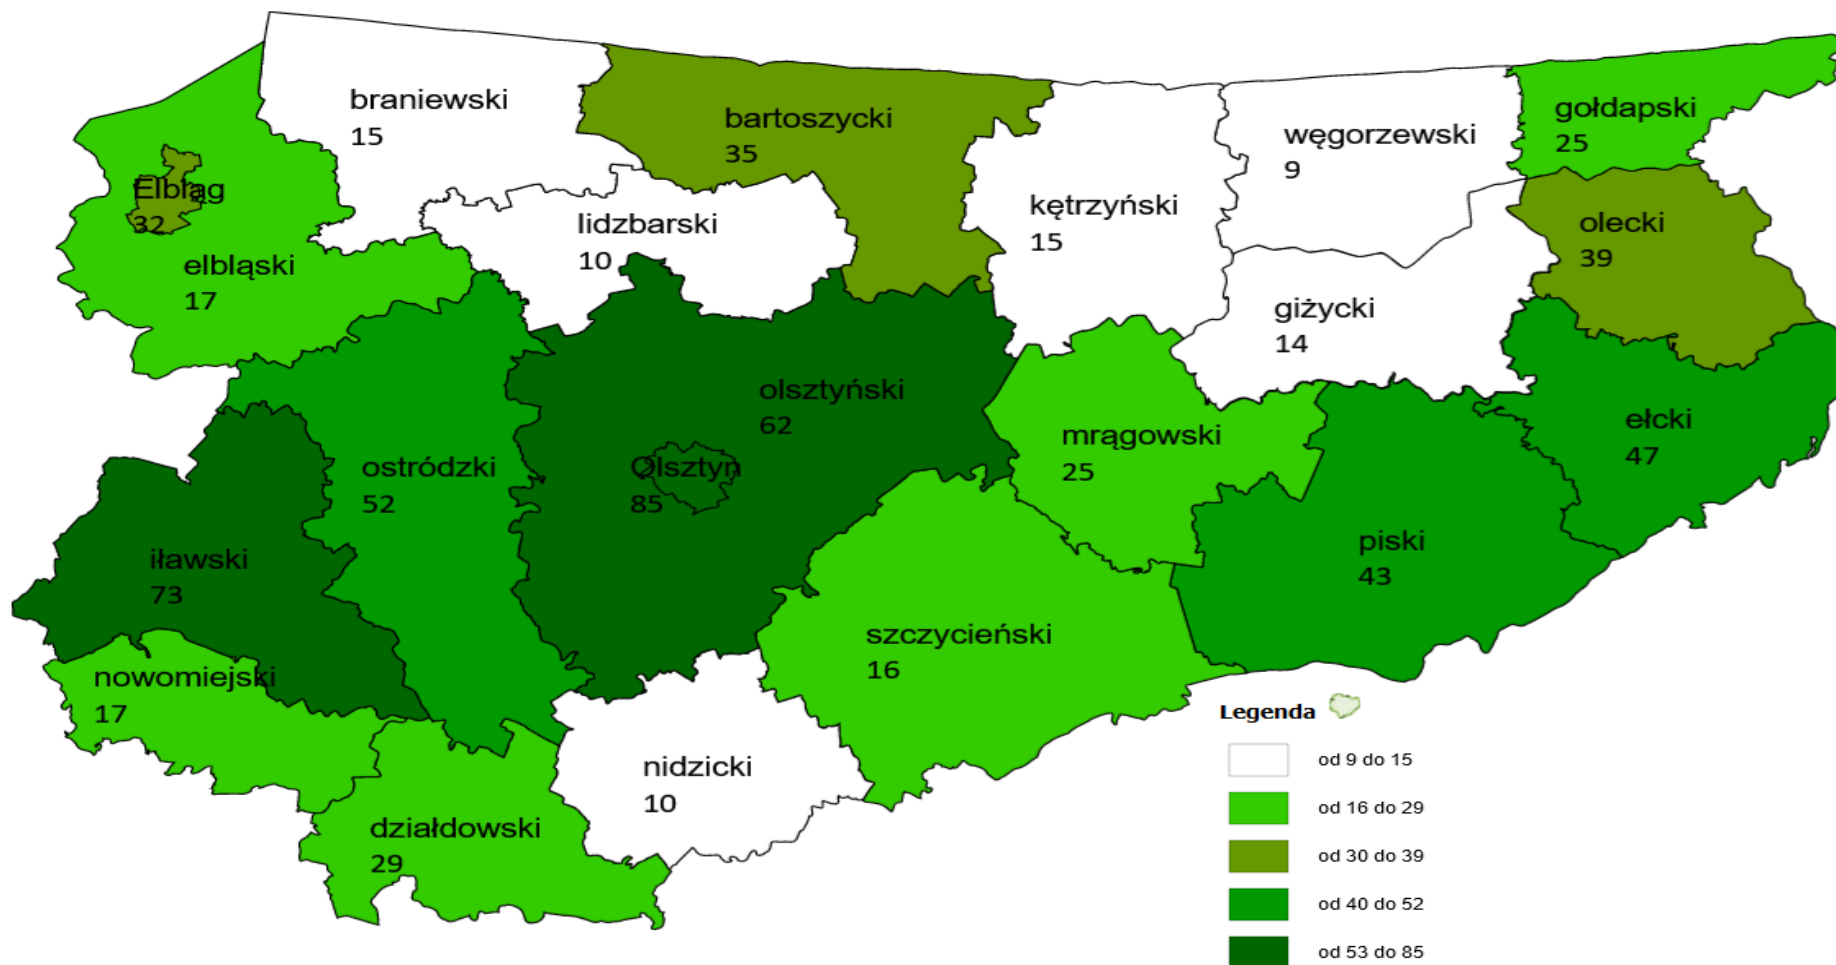 braniewski
15
bartoszycki
35
gołdapski
25
węgorzewski
9
Elbląg
32
kętrzyński
15
lidzbarski
10
olecki
39
elbląski
17
giżycki
14
olsztyński
62
ełcki
47
mrągowski
25
ostródzki
52
Olsztyn
85
piski
43
iławski
73
szczycieński
16
nowomiejski
17
nidzicki
10
działdowski
29
Legenda
od 9 do 15
od 16 do 29
od 30 do 39
od 40 do 52
od 53 do 85